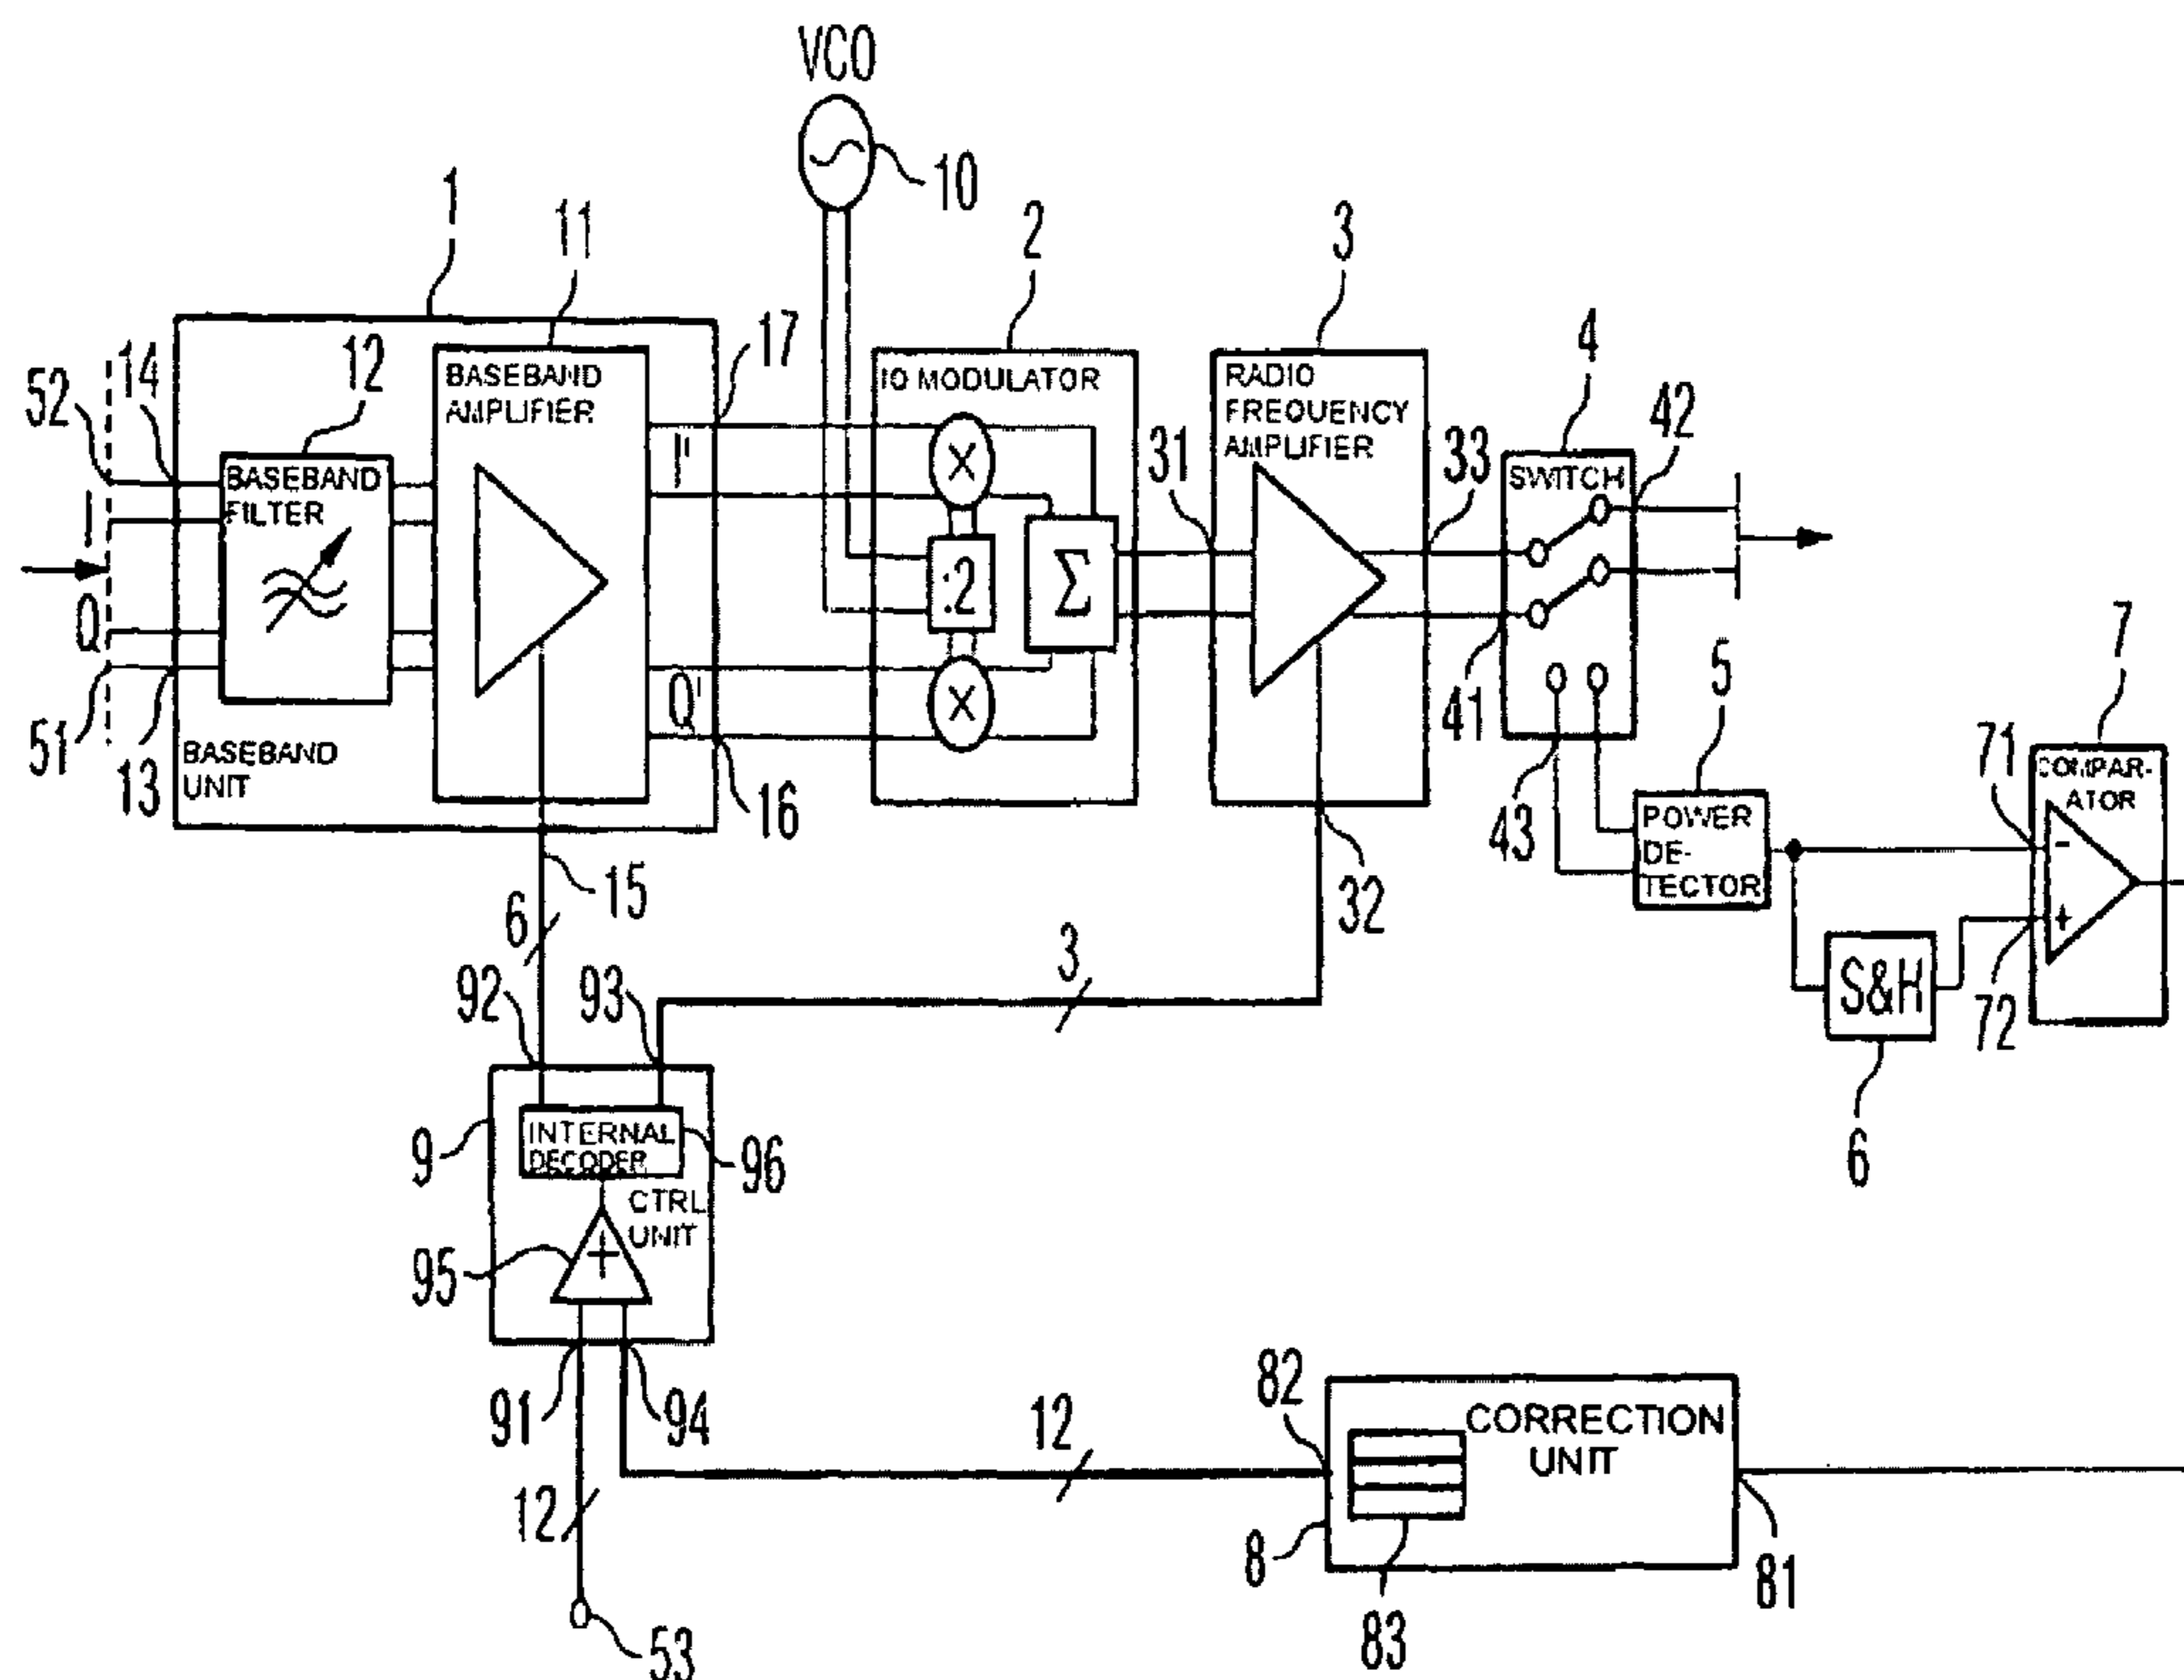 VCO
10
1
11
2
3
4
17
12
14
52
BASEBAND
AMPLIFIER
IQ MODULATOR
RADIO
FREQUENCY
AMPLIFIER
42
BASEBAND
FILTER
I
I'
X
31
33
SWITCH
:2
Σ
Q
Q'
X
41
5
7
51
13
BASEBAND
UNIT
16
43
71
COMPAR-
ATOR
POWER
DE-
TECTOR
-
+
15
6
32
72
S&H
92
93
3
6
9
INTERNAL
DECODER
96
CTRL
UNIT
95
+
91
94
12
82
CORRECTION
UNIT
12
8
83
81
53